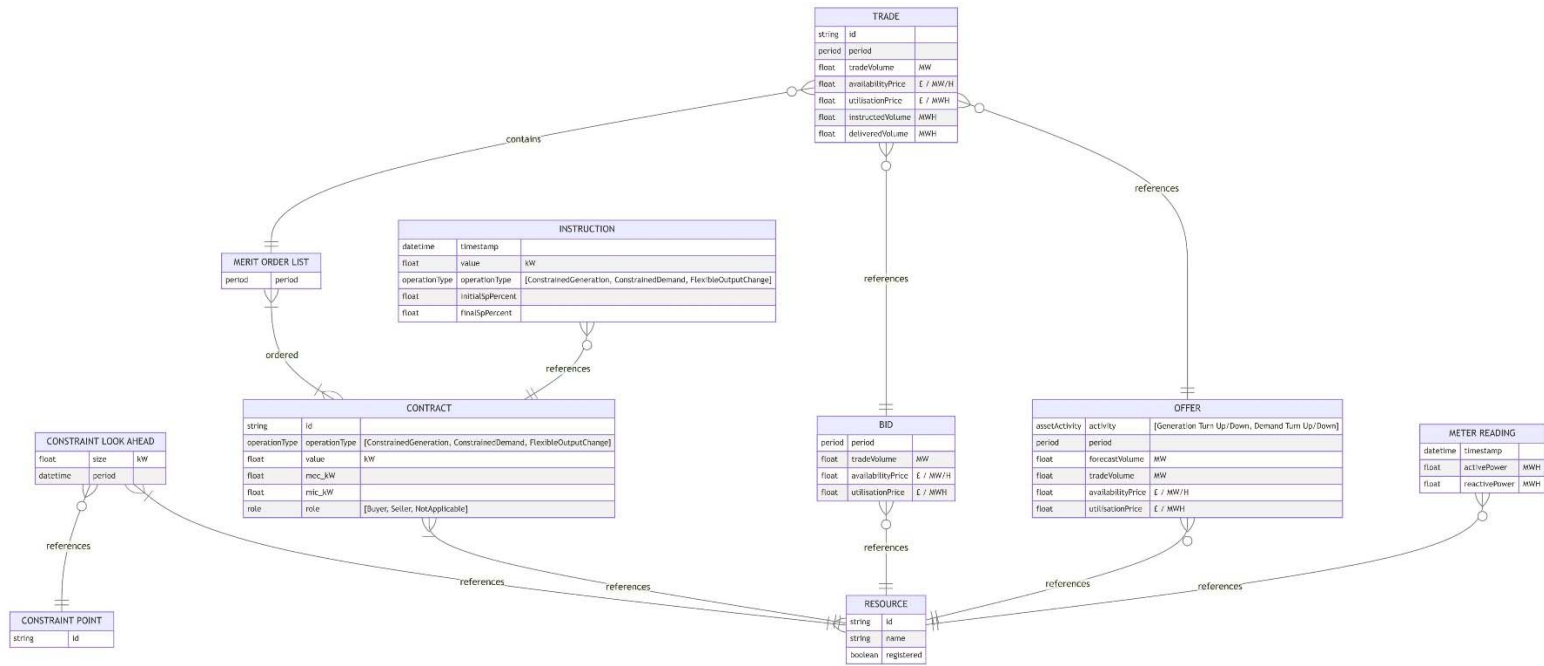 TRADE
string id
period period
float tradeVolume MW
float availabilityPrice £ / MW/H
float utilisationPrice £ / MWH
float instructedVolume MWH
float deliveredVolume MWH
contains
references
INSTRUCTION
datetime timestamp
float value kW
operationType operationType [ConstrainedGeneration, ConstrainedDemand, FlexibleOutputChange]
float initialSpPercent
float finalSpPercent
MERIT ORDER LIST
period period
references
ordered
references
CONTRACT
string id
operationType operationType [ConstrainedGeneration, ConstrainedDemand, FlexibleOutputChange]
float value kW
float mec_kW
float mic_kW
role role [Buyer, Seller, NotApplicable]
OFFER
assetActivity activity [Generation Turn Up/Down, Demand Turn Up/Down]
period period
float forecastVolume MW
float tradeVolume MW
float availabilityPrice £ / MW/H
float utilisationPrice £ / MWH
BID
period period
float tradeVolume MW
float availabilityPrice £ / MW/H
float utilisationPrice £ / MWH
METER READING
datetime timestamp
float activePower MWH
float reactivePower MWH
CONSTRAINT LOOK AHEAD
float size kW
datetime period
references
references
references
references
references
references
CONSTRAINT POINT
string id
RESOURCE
string id
string name
boolean registered